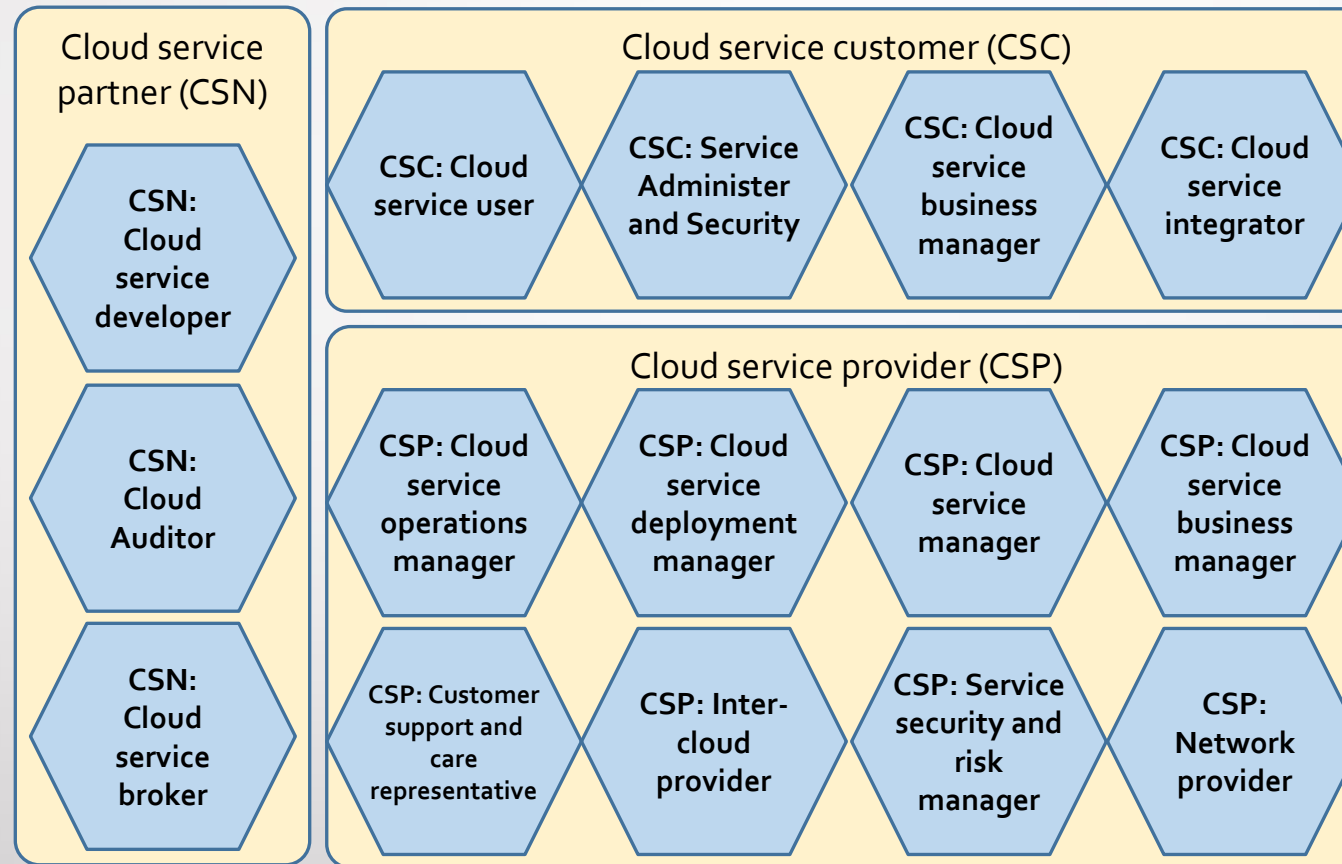 Cloud service
partner (CSN)
CSN:
Cloud
service
developer
CSN:
Cloud
Auditor
CSN:
Cloud
service
broker
Cloud service customer (CSC)
CSC: Cloud
service user
CSC: Service
Administer
and Security
CSC: Cloud
service
business
manager
CSC: Cloud
service
integrator
Cloud service provider (CSP)
CSP: Cloud
service
operations
manager
CSP: Cloud
service
deployment
manager
CSP: Cloud
service
manager
CSP: Cloud
service
business
manager
CSP: Customer
support and
care
representative
CSP: Inter-
cloud
provider
CSP: Service
security and
risk
manager
CSP:
Network
provider